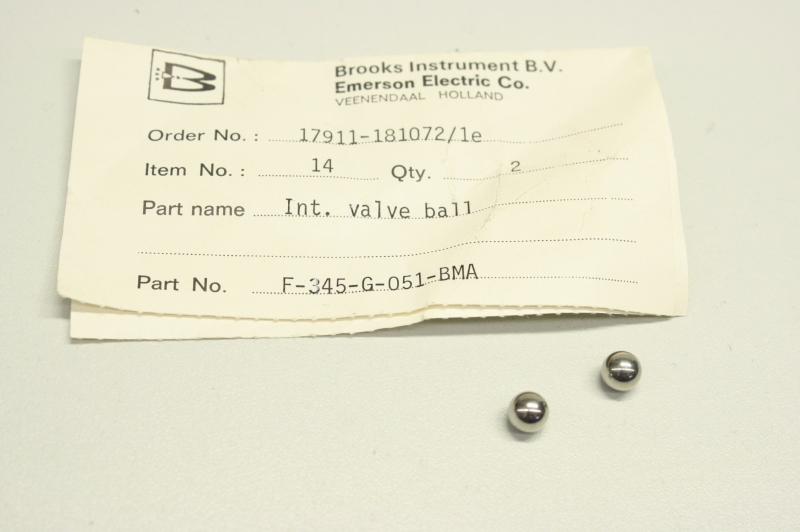 B
Brooks Instrument B.V.
Emerson Electric Co.
VEENENDAAL HOLLAND
Order No. : 17911-181072/1e
Item No. : 14 Qty. 2
Part name Int. valve ball
Part No. F-345-G-051-BMA